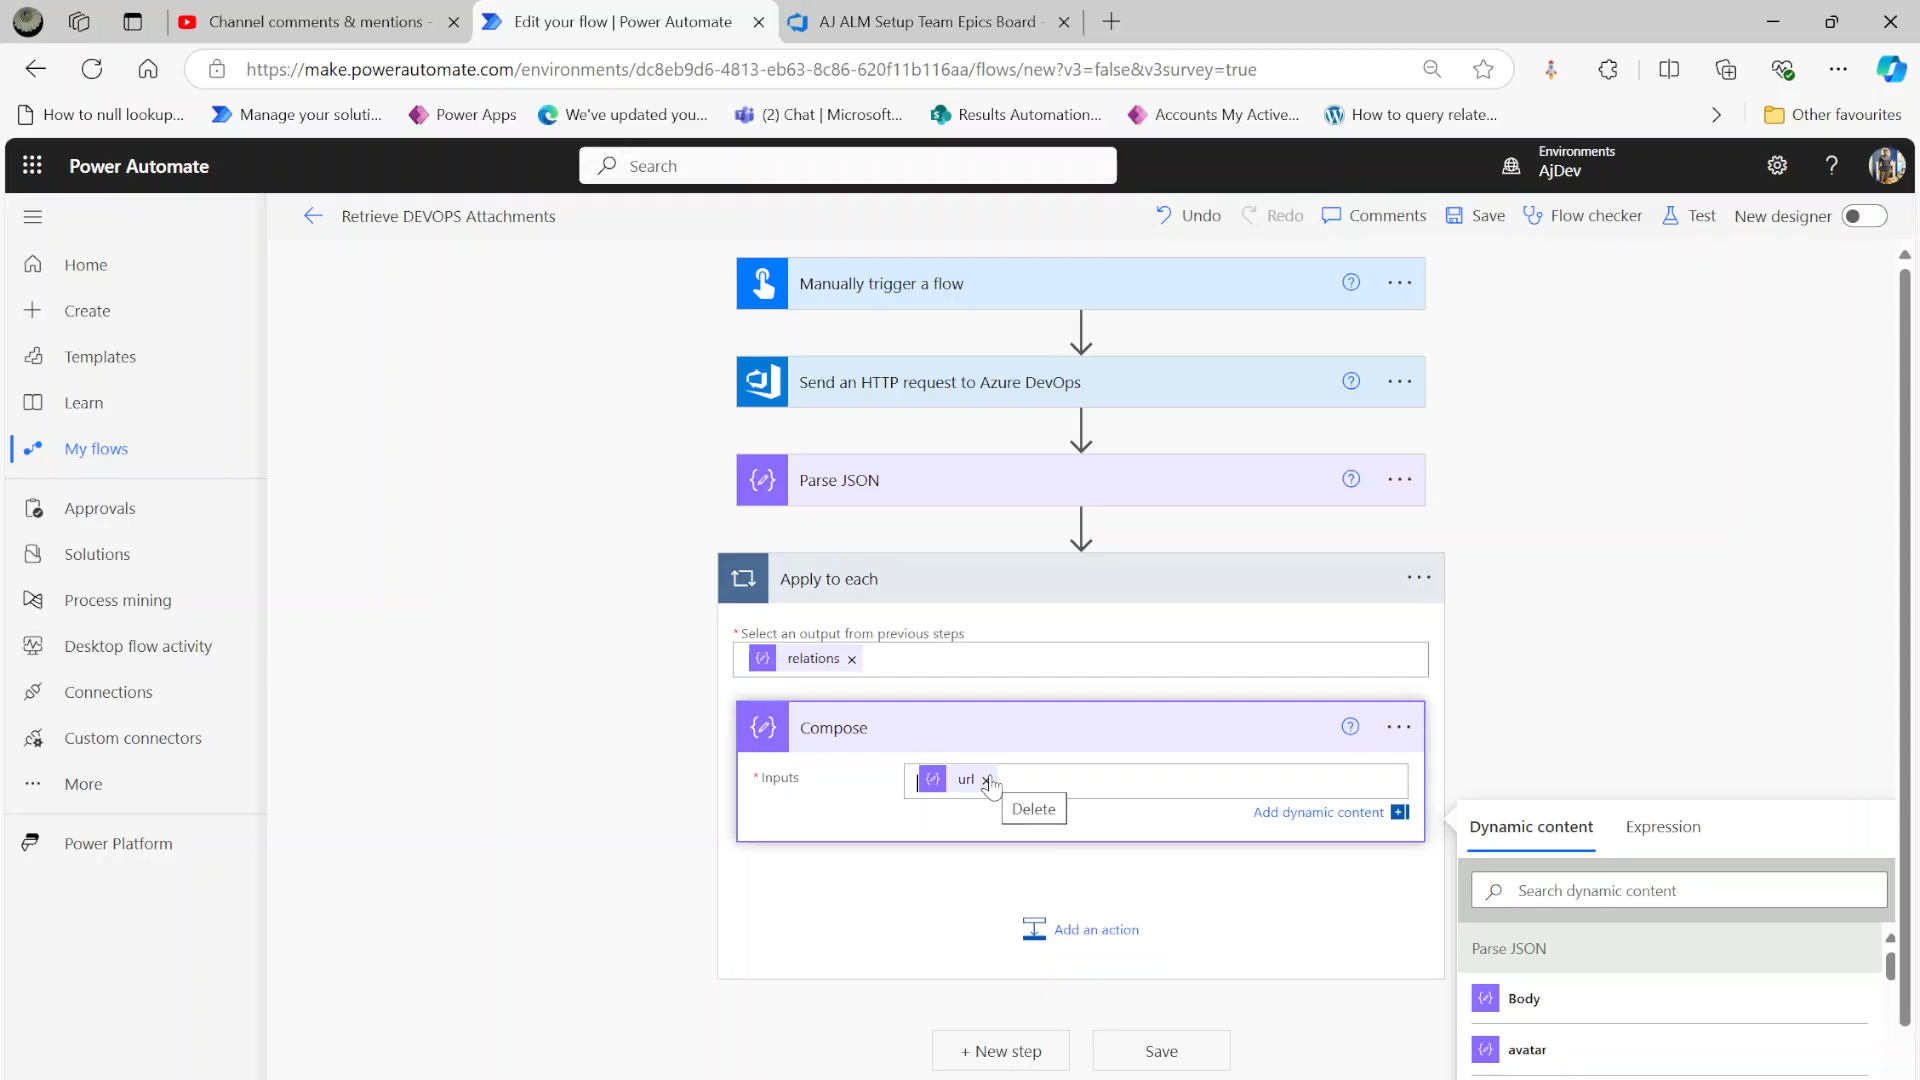 Channel comments & mentions -
Edit your flow | Power Automate
AJ ALM Setup Team Epics Board -
https://make.powerautomate.com/environments/dc8eb9d6-4813-eb63-8c86-620f11b116aa/flows/new?v3=false&v3survey=true
How to null lookup...
Manage your soluti...
Power Apps
We've updated you...
(2) Chat | Microsoft...
Results Automation...
Accounts My Active...
How to query relate...
Other favourites
Power Automate
Search
Environments
AjDev
Retrieve DEVOPS Attachments
Undo
Redo
Comments
Save
Flow checker
Test
New designer
Home
Create
Templates
Learn
My flows
Approvals
Solutions
Process mining
Desktop flow activity
Connections
Custom connectors
More
Power Platform
Manually trigger a flow
Send an HTTP request to Azure DevOps
Parse JSON
Apply to each
* Select an output from previous steps
relations
Compose
* Inputs
url
Delete
Add dynamic content
Add an action
+ New step
Save
Dynamic content
Expression
Search dynamic content
Parse JSON
Body
avatar